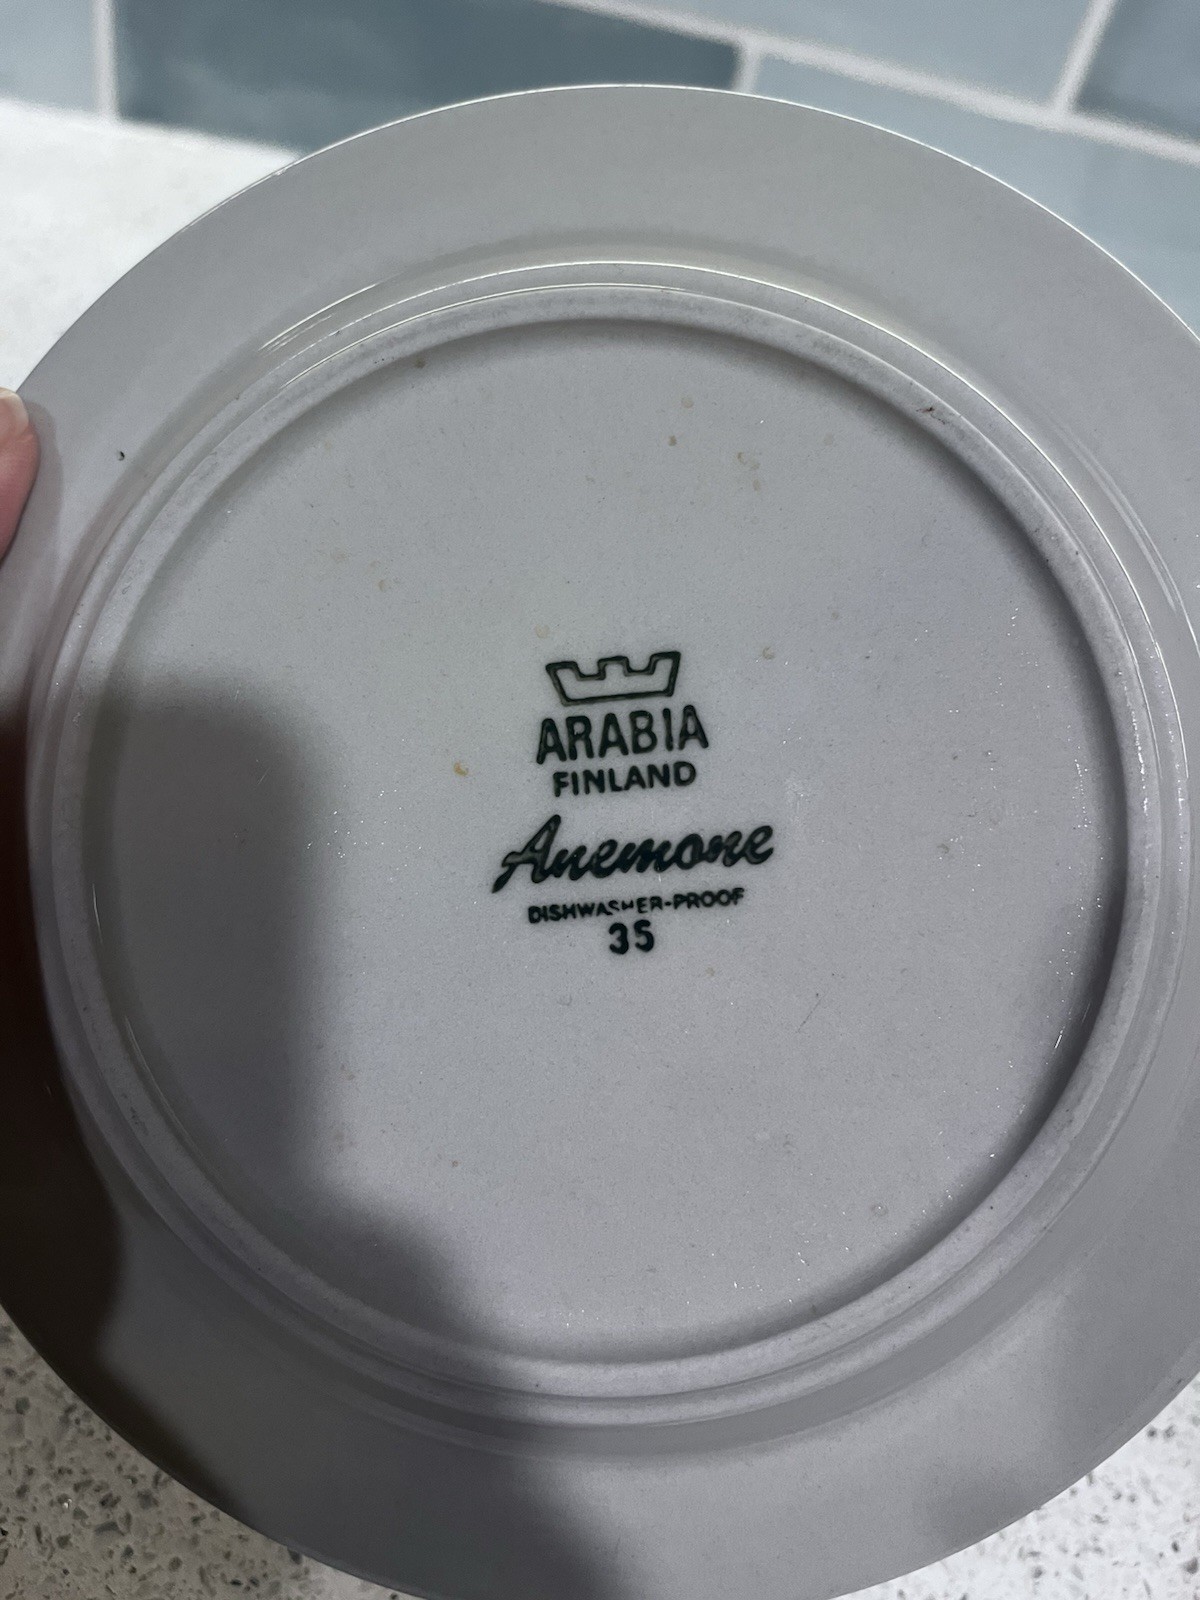 ARABIA
FINLAND
Anemone
DISHWASHER-PROOF
35